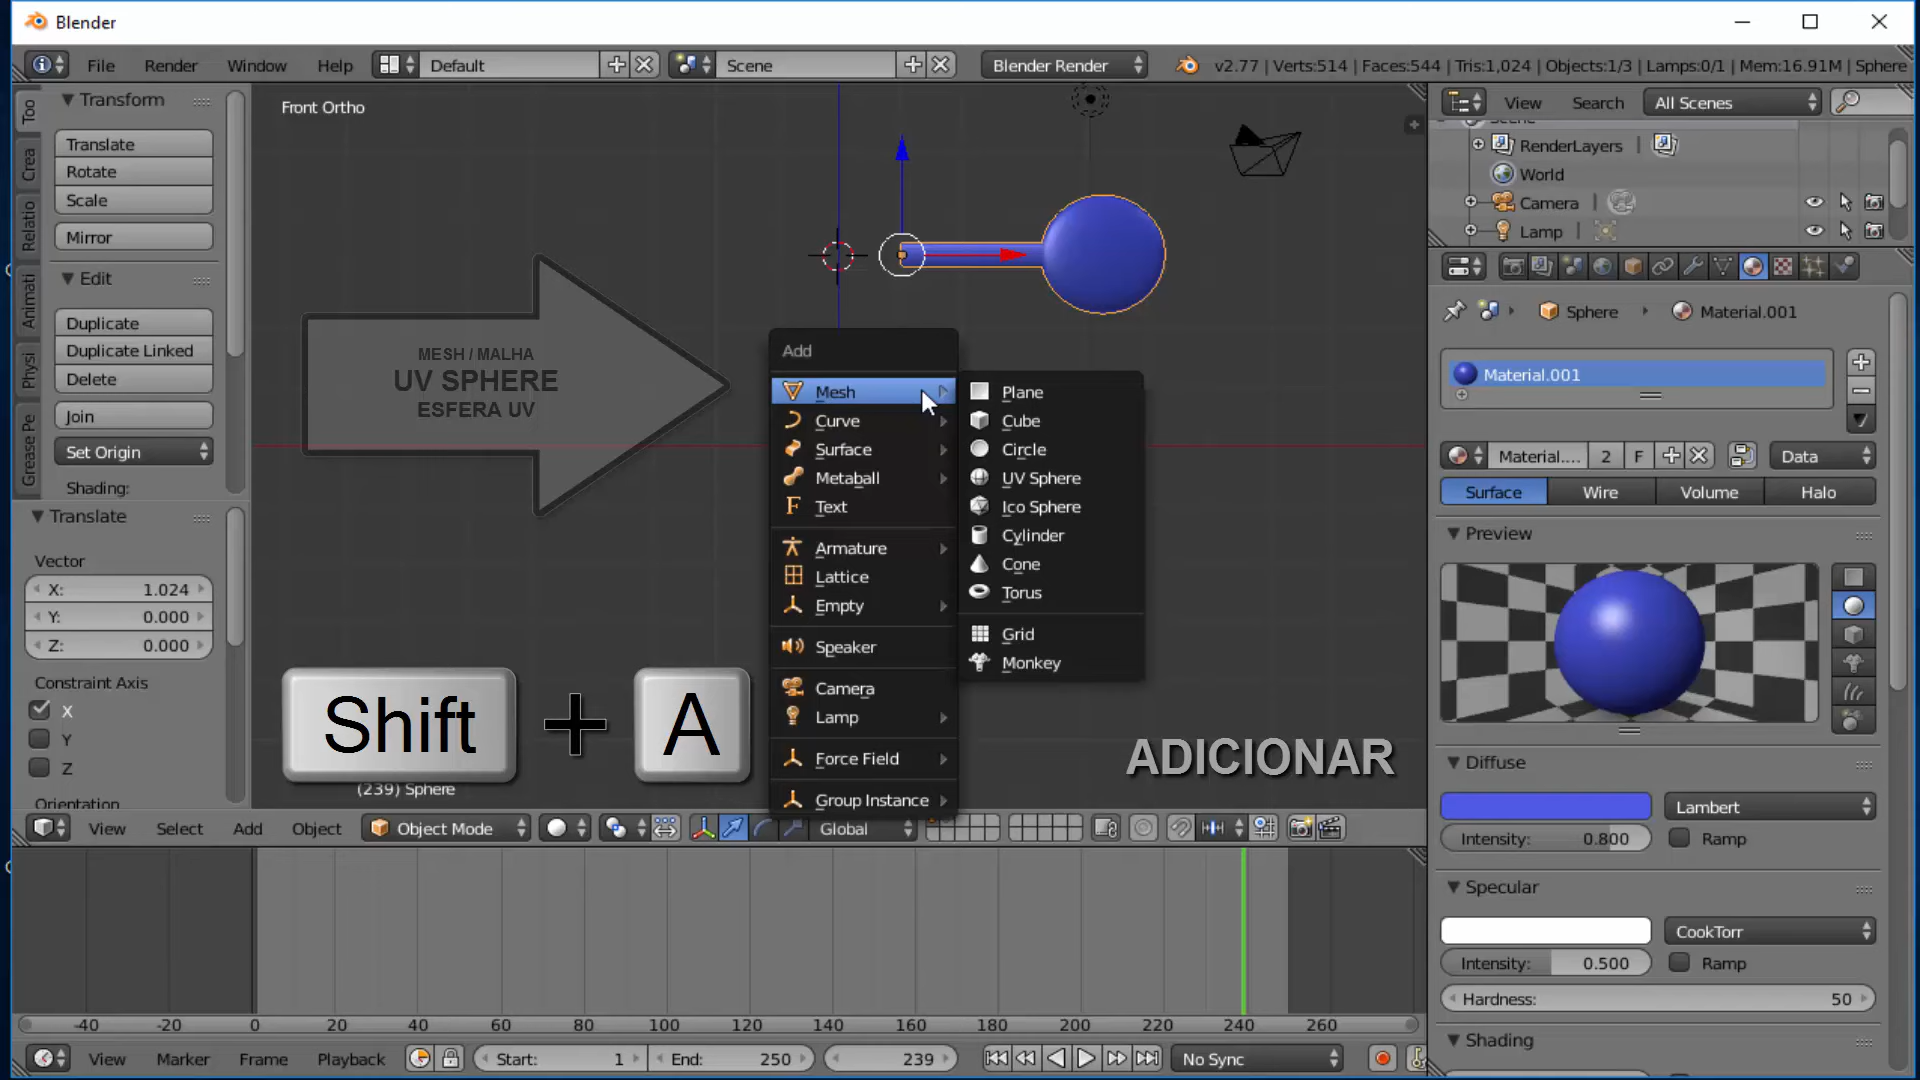 Blender
File Render Window Help Default Scene Blender Render v2.77 | Verts:514 | Faces:544 | Tris:1,024 | Objects:1/3 | Lamps:0/1 | Mem:16.91M | Sphere
Too
Crea
Relatio
Animati
Physi
Grease Pe
Transform
Translate
Rotate
Scale
Mirror
Edit
Duplicate
Duplicate Linked
Delete
Join
Set Origin
Shading:
Translate
Vector
X: 1.024
Y: 0.000
Z: 0.000
Constraint Axis
X
Y
Z
Orientation
Front Ortho
MESH / MALHA
UV SPHERE
ESFERA UV
Shift + A
(239) Sphere
ADICIONAR
Add
Mesh
Curve
Surface
Metaball
Text
Armature
Lattice
Empty
Speaker
Camera
Lamp
Force Field
Group Instance
Plane
Cube
Circle
UV Sphere
Ico Sphere
Cylinder
Cone
Torus
Grid
Monkey
View Select Add Object Object Mode Global
-40 -20 0 20 40 60 80 100 120 140 160 180 200 220 240 260
View Marker Frame Playback Start: 1 End: 250 239 No Sync
View Search All Scenes
Scene
RenderLayers
World
Camera
Lamp
Sphere Material.001
Material.001
Material.... 2 F Data
Surface Wire Volume Halo
Preview
Diffuse
Lambert
Intensity: 0.800 Ramp
Specular
CookTorr
Intensity: 0.500 Ramp
Hardness: 50
Shading